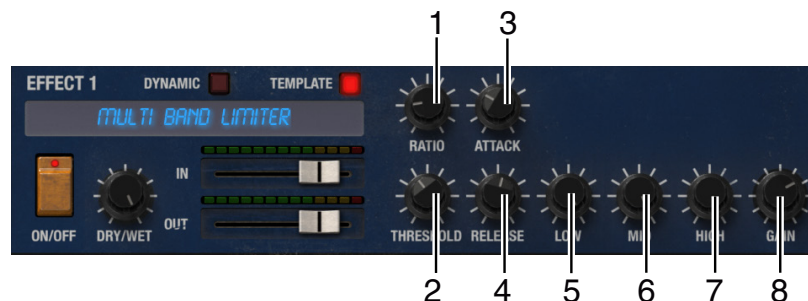 1 3
EFFECT 1 DYNAMIC TEMPLATE
MULTI BAND LIMITER
RATIO ATTACK
IN
OUT
ON/OFF DRY/WET THRESHOLD RELEASE LOW MID HIGH GAIN
2 4 5 6 7 8